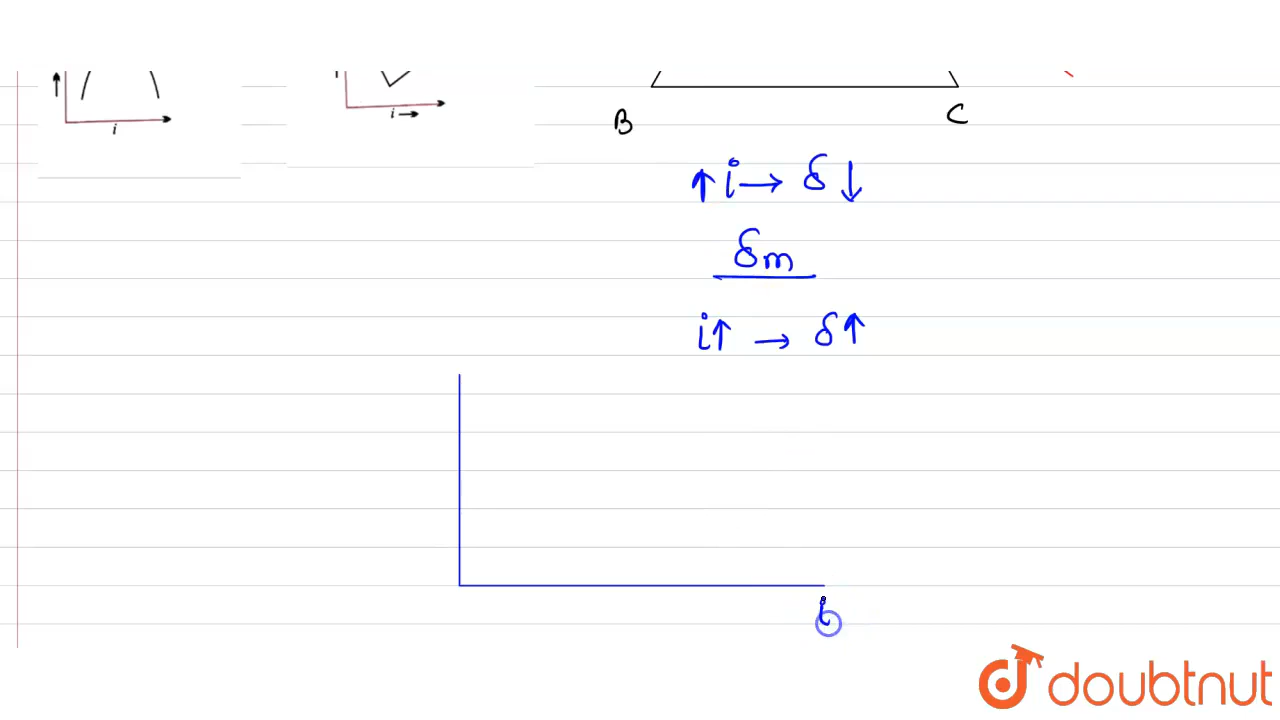 i
i →
B
C
↑ i → δ ↓
δm
i ↑ → δ ↑
i
doubtnut